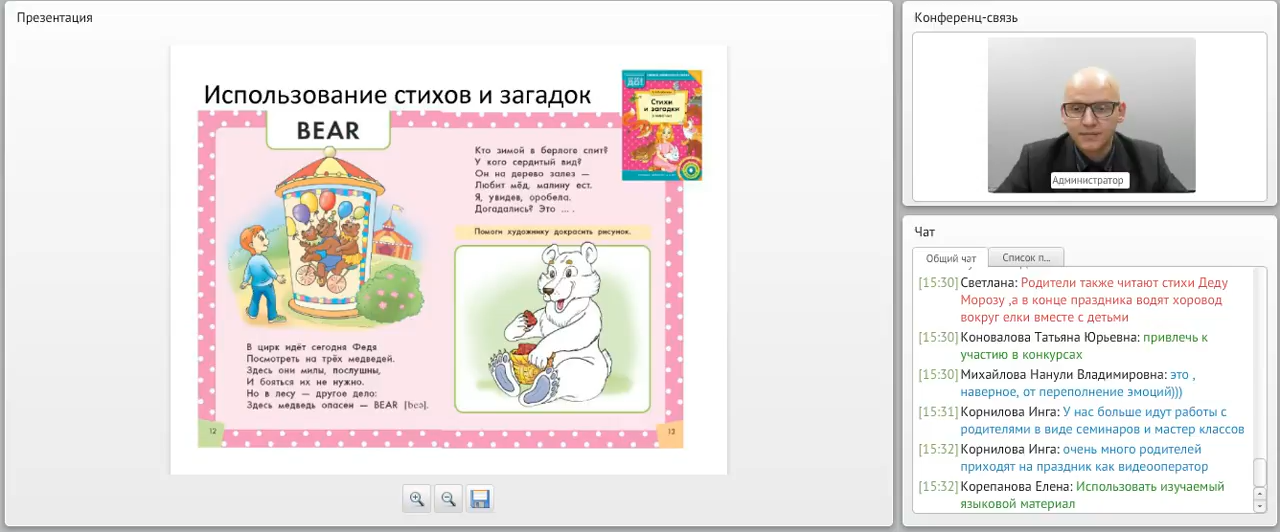 Презентация
Использование стихов и загадок
Стихи
и загадки
BEAR
Кто зимой в берлоге спит?
У кого сердитый вид?
Он на дерево залез —
Любит мёд, малину ест.
Я, увидев, оробела.
Догадались? Это ... .
Помоги художнику докрасить рисунок.
В цирк идёт сегодня Федя
Посмотреть на трёх медведей.
Здесь они милы, послушны,
И бояться их не нужно.
Но в лесу — другое дело:
Здесь медведь опасен — BEAR [beə].
12
13
Конференц-связь
Администратор
Чат
Общий чат
Список п...
[15:30] Светлана: Родители также читают стихи Деду
Морозу ,а в конце праздника водят хоровод
вокруг елки вместе с детьми
[15:30] Коновалова Татьяна Юрьевна: привлечь к
участию в конкурсах
[15:30] Михайлова Нанули Владимировна: это ,
наверное, от переполнение эмоций)))
[15:31] Корнилова Инга: У нас больше идут работы с
родителями в виде семинаров и мастер классов
[15:32] Корнилова Инга: очень много родителей
приходят на праздник как видеооператор
[15:32] Корепанова Елена: Использовать изучаемый
языковой материал